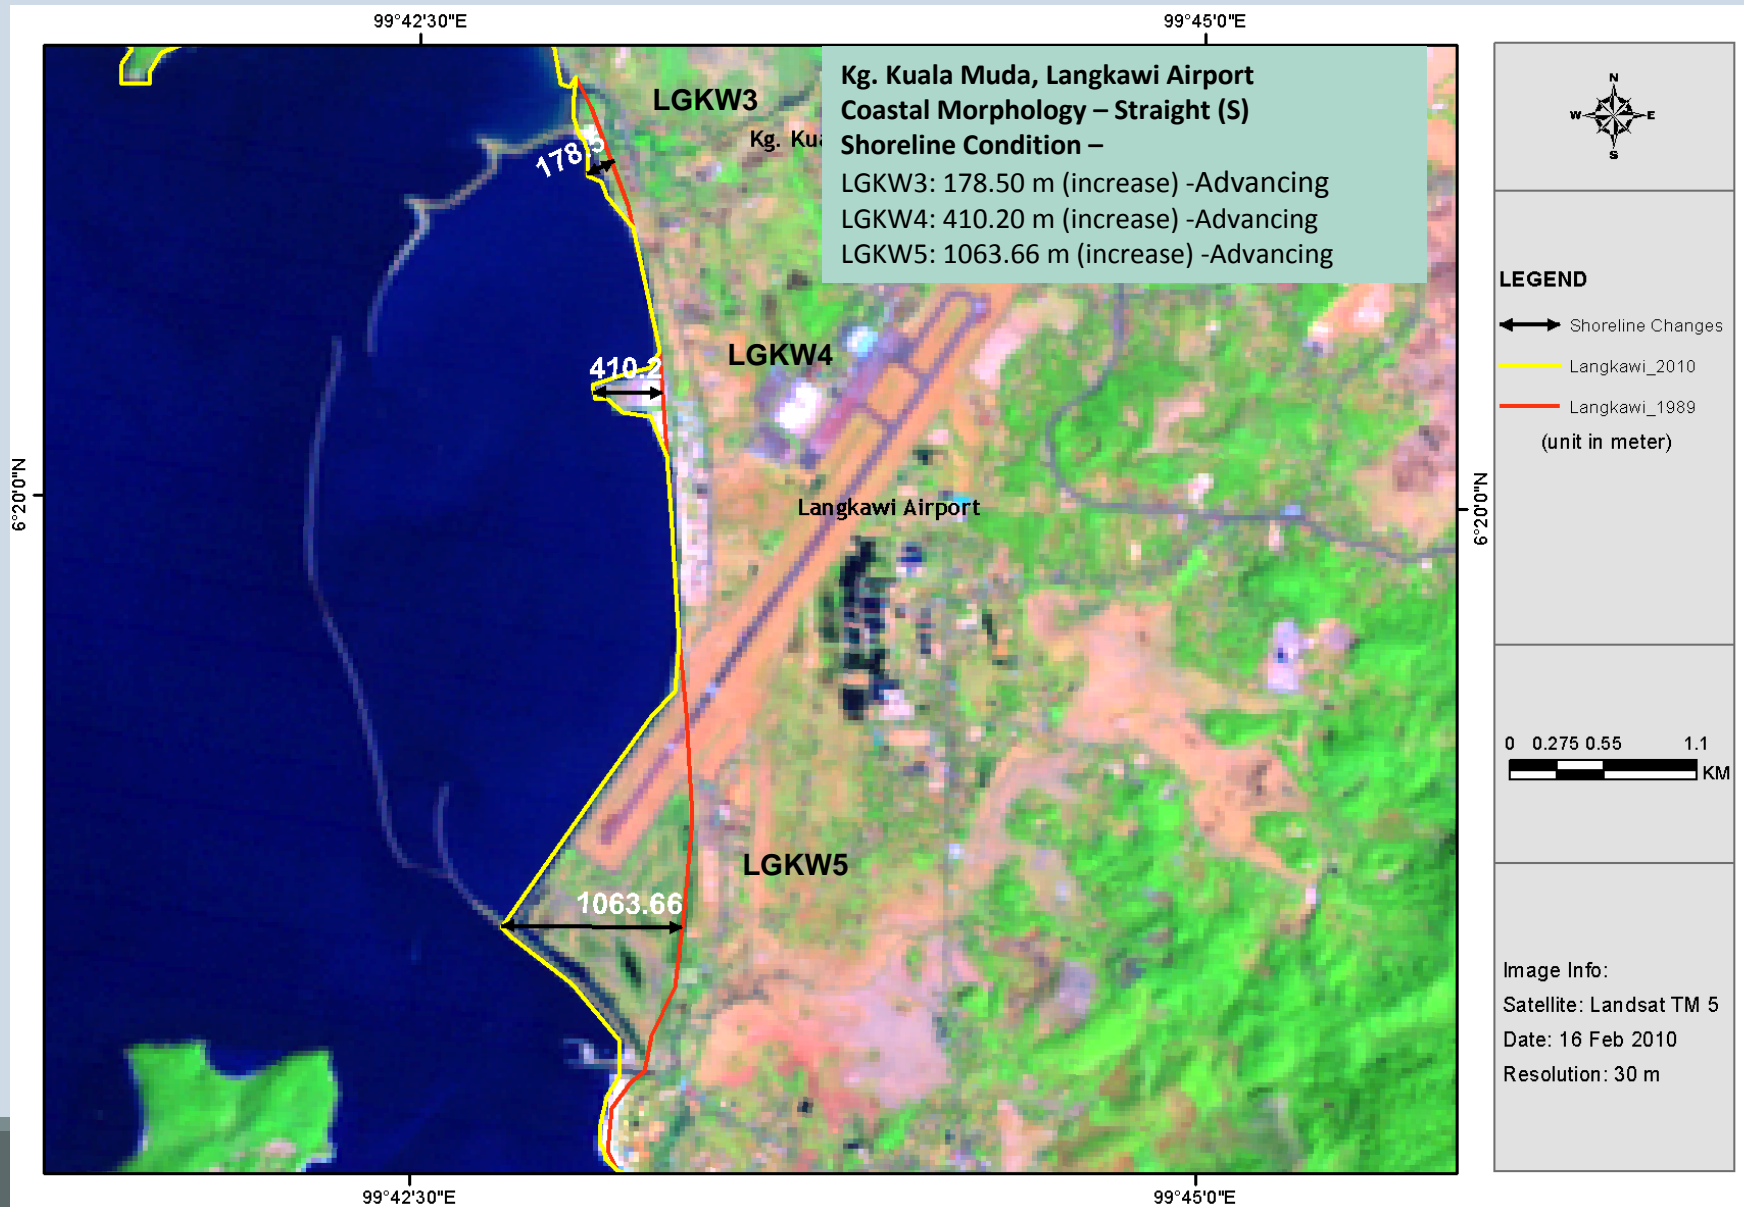 99°42'30"E
99°45'0"E
Kg. Kuala Muda, Langkawi Airport
Coastal Morphology – Straight (S)
Shoreline Condition –
LGKW3: 178.50 m (increase) -Advancing
LGKW4: 410.20 m (increase) -Advancing
LGKW5: 1063.66 m (increase) -Advancing
LGKW3
Kg. Kua
178.5
LGKW4
410.2
Langkawi Airport
LGKW5
1063.66
6°20'0"N
6°20'0"N
99°42'30"E
99°45'0"E
N
W
E
S
LEGEND
Shoreline Changes
Langkawi_2010
Langkawi_1989
(unit in meter)
0 0.275 0.55 1.1
KM
Image Info:
Satellite: Landsat TM 5
Date: 16 Feb 2010
Resolution: 30 m